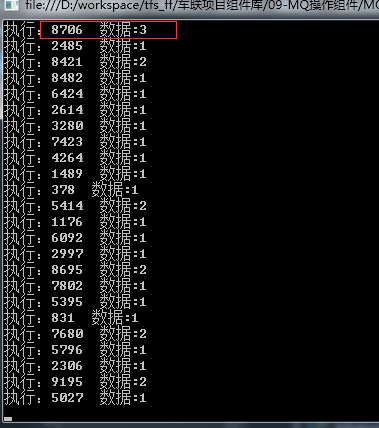 file:///D:/workspace/tfs_ff/车联项目组件库/09-MQ操作组件/MQ
执行：8706  数据:3
执行：2485  数据:1
执行：8421  数据:2
执行：8482  数据:1
执行：6424  数据:1
执行：2614  数据:1
执行：3280  数据:1
执行：7423  数据:1
执行：4264  数据:1
执行：1489  数据:1
执行：378  数据:1
执行：5414  数据:2
执行：1176  数据:1
执行：6092  数据:1
执行：2997  数据:1
执行：8695  数据:2
执行：7802  数据:1
执行：5395  数据:1
执行：831  数据:1
执行：7680  数据:2
执行：5796  数据:1
执行：2306  数据:1
执行：9195  数据:2
执行：5027  数据:1